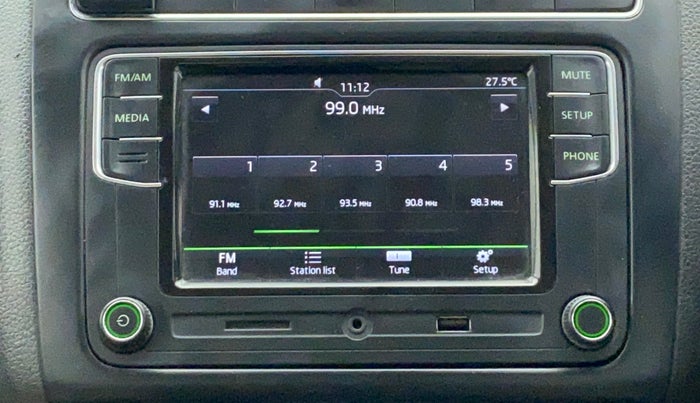 FM/AM
MUTE
11:12
27.5°C
99.0 MHz
MEDIA
SETUP
PHONE
1 2 3 4 5
91.1 MHz 92.7 MHz 93.5 MHz 90.8 MHz 98.3 MHz
FM
Band
Station list
Tune
Setup